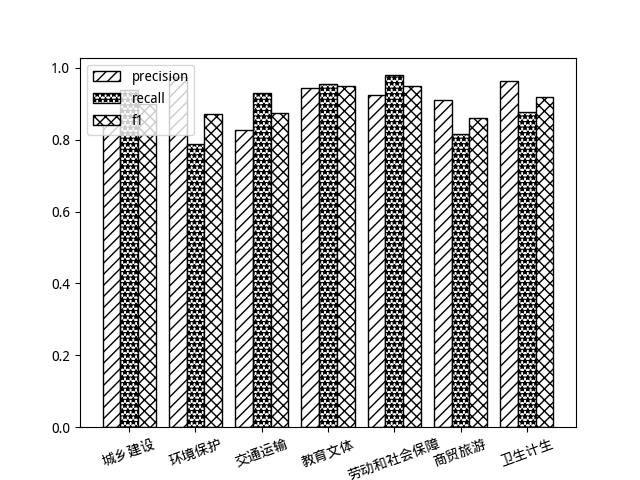 precision
recall
f1
1.0
0.8
0.6
0.4
0.2
0.0
城乡建设
环境保护
交通运输
教育文体
劳动和社会保障
商贸旅游
卫生计生